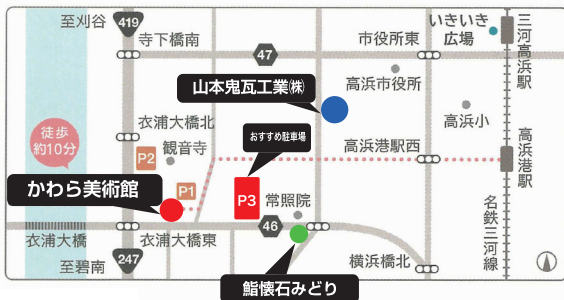 至刈谷
419
寺下橋南
47
市役所東
いきいき
広場
三河高浜駅
山本鬼瓦工業㈱
高浜市役所
高浜小
徒歩
約10分
衣浦大橋北
P2
観音寺
おすすめ駐車場
高浜港駅西
高浜港駅
かわら美術館
P1
P3
常照院
46
名鉄三河線
衣浦大橋
衣浦大橋東
至碧南
247
鮨懐石みどり
横浜橋北